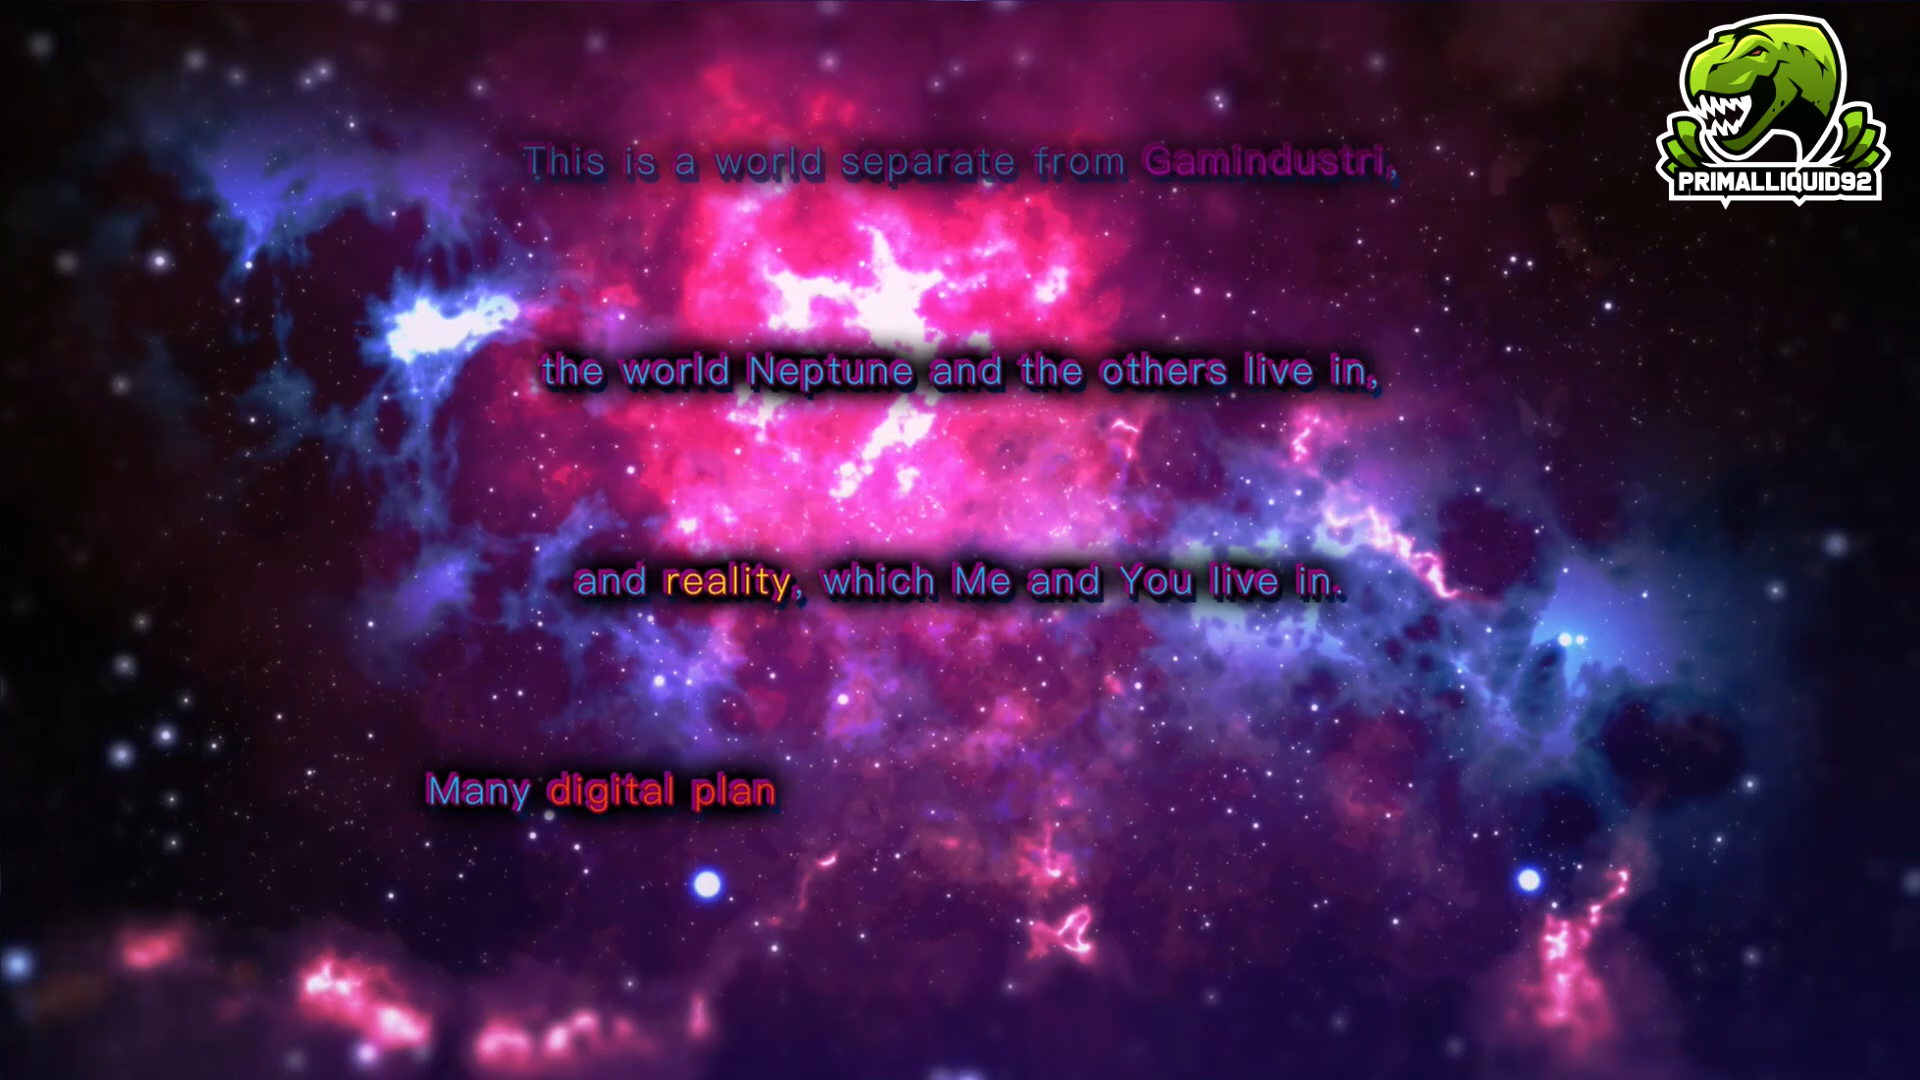 PRIMALLIQUID92
This is a world separate from Gamindustri,
the world Neptune and the others live in,
and reality, which Me and You live in.
Many digital plan